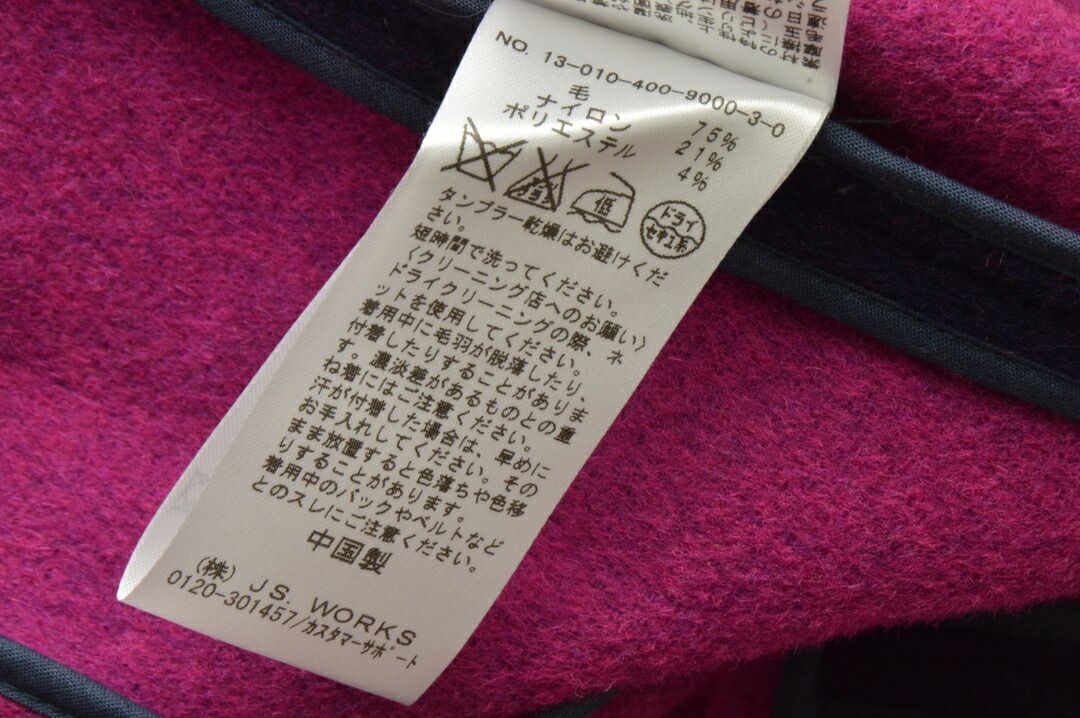 NO. 13-010-400-9000-3-0
毛 75%
ナイロン 21%
ポリエステル 4%
低
ドライ
セキユ系
タンブラー乾燥はお避けくだ
さい。
短時間で洗ってください。
〈クリーニング店へのお願い〉
ドライクリーニングの際、ネ
ットを使用してください。
着用中に毛羽が脱落したり、
付着したりすることがありま
す。濃淡差があるものとの重
ね着にはご注意ください。
汗が付着した場合は、早めに
お手入れしてください。その
まま放置すると色落ちや色移
りすることがあります。
着用中のバックやベルトなど
とのスレにご注意ください。
中国製
(株) J.S. WORKS
0120-301457/カスタマーサポート